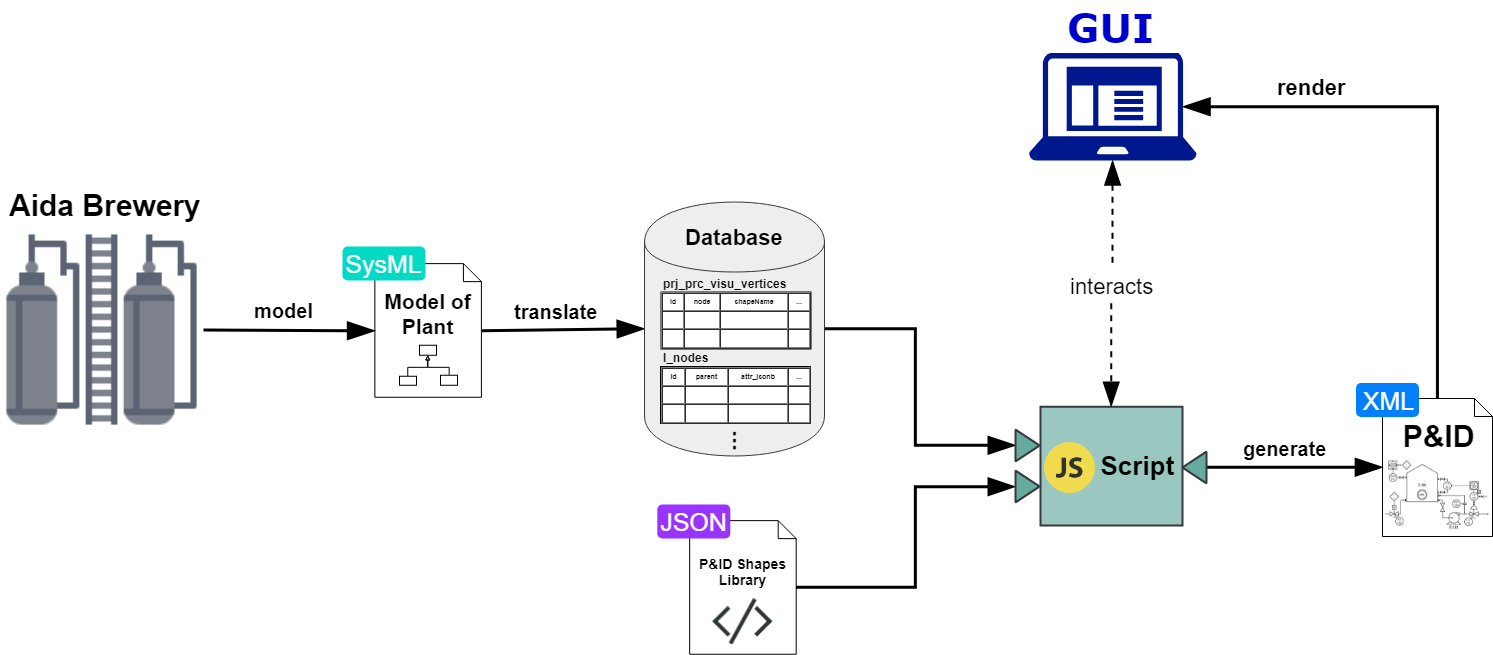 GUI
render
Aida Brewery
SysML
Model of
Plant
model
translate
Database
prj_prc_visu_vertices
id node shapeName ...
l_nodes
id parent attr_jsonb ...
interacts
JS Script
generate
XML
P&ID
JSON
P&ID Shapes
Library
</>